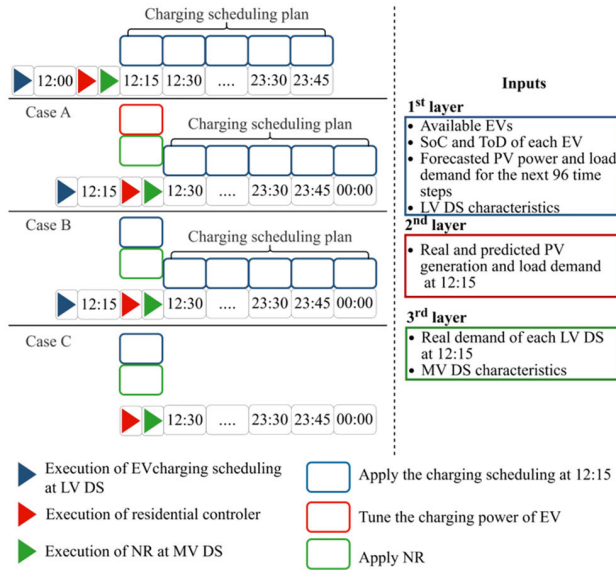 Charging scheduling plan
12:00 12:15 12:30 .... 23:30 23:45
Case A
Charging scheduling plan
12:15 12:30 .... 23:30 23:45 00:00
Case B
Charging scheduling plan
12:15 12:30 .... 23:30 23:45 00:00
Case C
12:30 .... 23:30 23:45 00:00
Inputs
1st layer
• Available EVs
• SoC and ToD of each EV
• Forecasted PV power and load
demand for the next 96 time
steps
• LV DS characteristics
2nd layer
• Real and predicted PV
generation and load demand
at 12:15
3rd layer
• Real demand of each LV DS
at 12:15
• MV DS characteristics
Execution of EVcharging scheduling
at LV DS
Execution of residential controler
Execution of NR at MV DS
Apply the charging scheduling at 12:15
Tune the charging power of EV
Apply NR